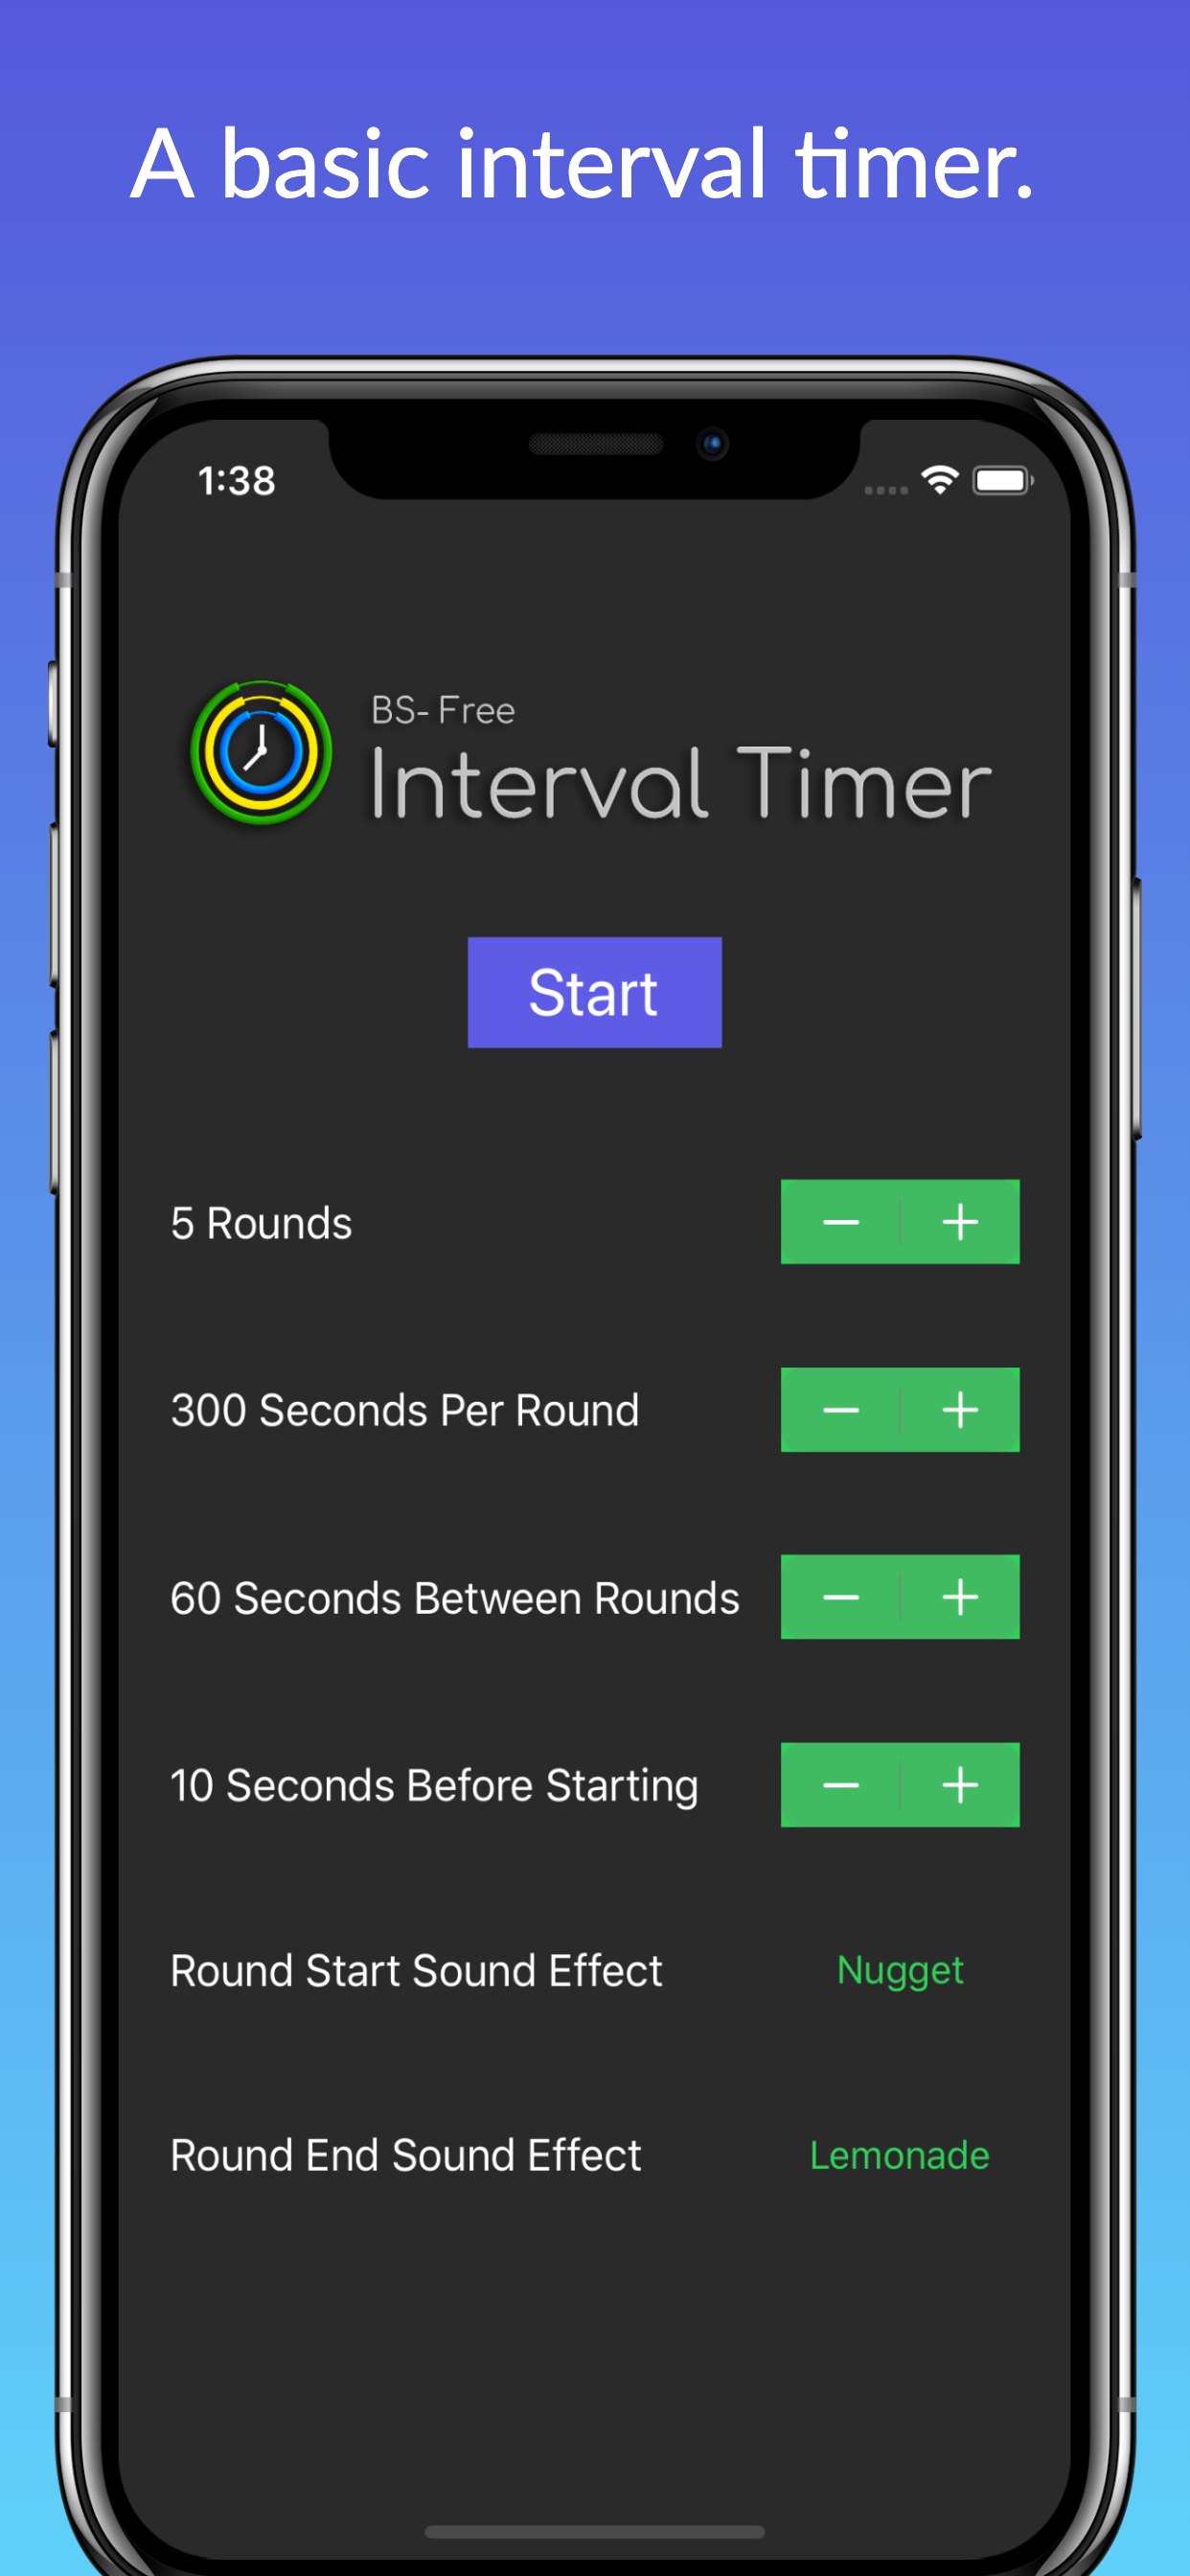 A basic interval timer.
1:38
BS- Free
Interval Timer
Start
5 Rounds
300 Seconds Per Round
60 Seconds Between Rounds
10 Seconds Before Starting
Round Start Sound Effect Nugget
Round End Sound Effect Lemonade